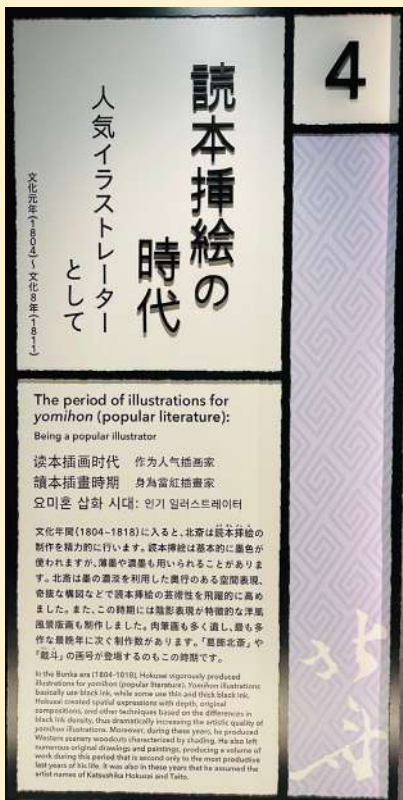 4
読本挿絵の
時代
人気イラストレーター
として
文化元年(1804)～文化8年(1811)
The period of illustrations for
yomihon (popular literature):
Being a popular illustrator
读本插画时代 作为人气插画家
讀本插畫時期 身為當紅插畫家
요미혼 삽화 시대: 인기 일러스트레이터
文化年間(1804–1818)に入ると、北斎は読本挿絵の
制作を精力的に行います。読本挿絵は基本的に墨色が
使われますが、薄墨や濃墨も用いられることがありま
す。北斎は墨の濃淡を利用した奥行のある空間表現、
奇抜な構図などで読本挿絵の芸術性を飛躍的に高め
ました。また、この時期には陰影表現が特徴的な洋風
風景版画も制作しました。肉筆画も多く遺し、最も多
作な最晩年に次ぐ制作数があります。「葛飾北斎」や
「戴斗」の画号が登場するのもこの時期です。
In the Bunka era (1804-1818), Hokusai vigorously produced
illustrations for yomihon (popular literature). Yomihon illustrations
basically use black ink, while some use thin and thick black ink.
Hokusai created spatial expressions with depth, original
compositions, and other techniques based on the differences in
black ink density, thus dramatically increasing the artistic quality of
yomihon illustrations. Moreover, during these years, he produced
Western scenery woodcuts characterized by shading. He also left
numerous original drawings and paintings, producing a volume of
work during this period that is second only to the most productive
last years of his life. It was also in these years that he assumed the
artist names of Katsushika Hokusai and Taito.